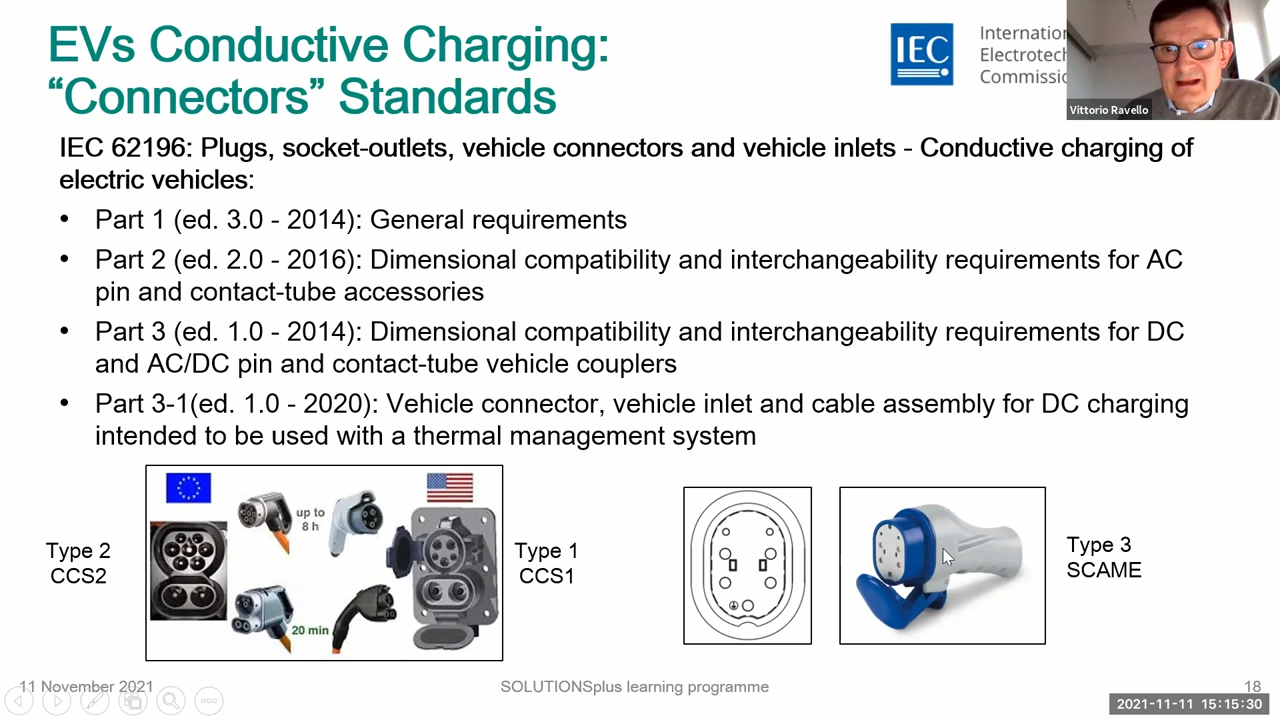 EVs Conductive Charging:
“Connectors” Standards
IEC
Electrotech
Vittorio Ravello
IEC 62196: Plugs, socket-outlets, vehicle connectors and vehicle inlets - Conductive charging of
electric vehicles:
• Part 1 (ed. 3.0 - 2014): General requirements
• Part 2 (ed. 2.0 - 2016): Dimensional compatibility and interchangeability requirements for AC
pin and contact-tube accessories
• Part 3 (ed. 1.0 - 2014): Dimensional compatibility and interchangeability requirements for DC
and AC/DC pin and contact-tube vehicle couplers
• Part 3-1(ed. 1.0 - 2020): Vehicle connector, vehicle inlet and cable assembly for DC charging
intended to be used with a thermal management system
up to
8 h
20 min
Type 2
CCS2
Type 1
CCS1
Type 3
SCAME
11 November 2021
SOLUTIONSplus learning programme
18
2021-11-11 15:15:30